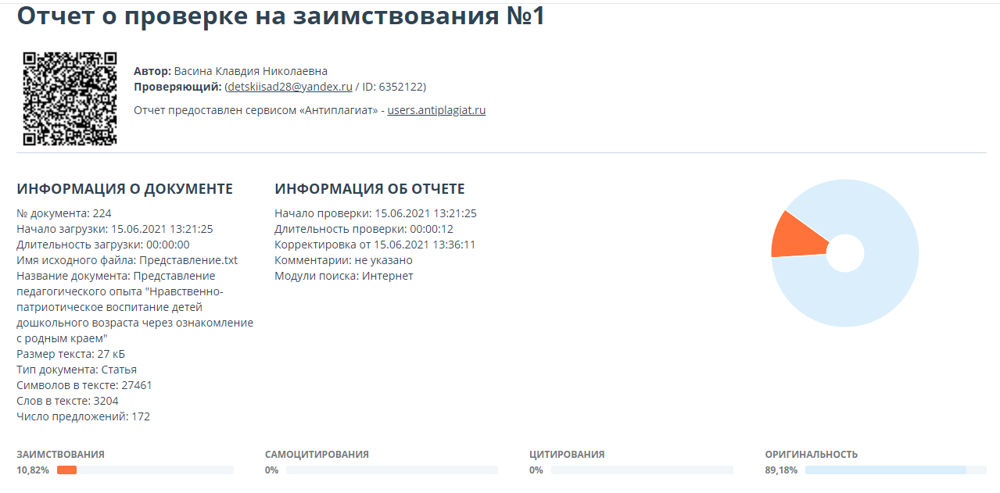 Отчет о проверке на заимствования №1
Автор: Васина Клавдия Николаевна
Проверяющий: (detskiisad28@yandex.ru / ID: 6352122)
Отчет предоставлен сервисом «Антиплагиат» - users.antiplagiat.ru
ИНФОРМАЦИЯ О ДОКУМЕНТЕ
№ документа: 224
Начало загрузки: 15.06.2021 13:21:25
Длительность загрузки: 00:00:00
Имя исходного файла: Представление.txt
Название документа: Представление
педагогического опыта "Нравственно-
патриотическое воспитание детей
дошкольного возраста через ознакомление
с родным краем"
Размер текста: 27 кБ
Тип документа: Статья
Символов в тексте: 27461
Слов в тексте: 3204
Число предложений: 172
ИНФОРМАЦИЯ ОБ ОТЧЕТЕ
Начало проверки: 15.06.2021 13:21:25
Длительность проверки: 00:00:12
Корректировка от 15.06.2021 13:36:11
Комментарии: не указано
Модули поиска: Интернет
ЗАИМСТВОВАНИЯ
10,82%
САМОЦИТИРОВАНИЯ
0%
ЦИТИРОВАНИЯ
0%
ОРИГИНАЛЬНОСТЬ
89,18%